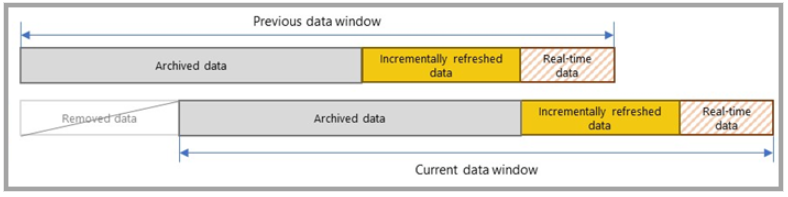 Previous data window
Archived data
Incrementally refreshed
data
Real-time
data
Removed data
Archived data
Incrementally refreshed
data
Real-time
data
Current data window